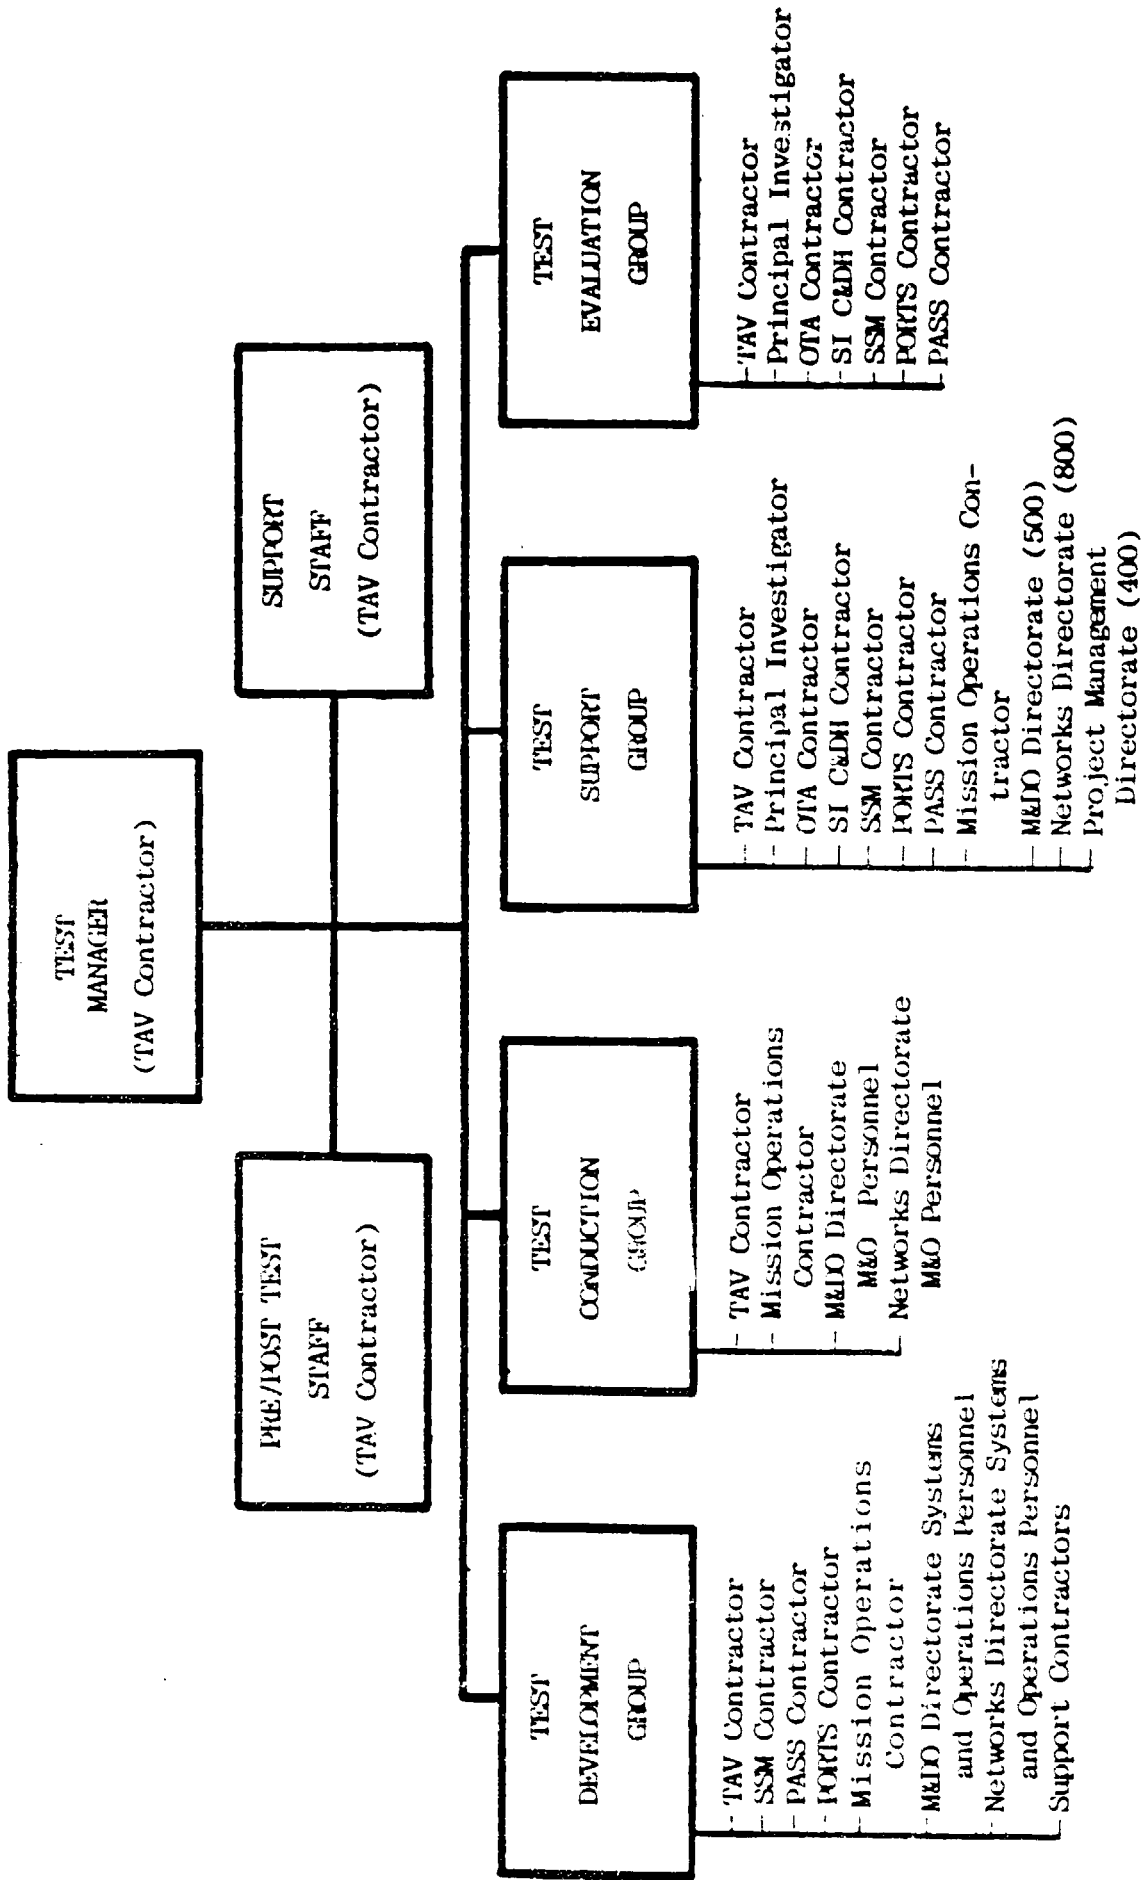 TEST
MANAGER
(TAV Contractor)
PRE/POST TEST
STAFF
(TAV Contractor)
SUPPORT
STAFF
(TAV Contractor)
TEST
DEVELOPMENT
GROUP
TAV Contractor
SSM Contractor
PASS Contractor
PORTS Contractor
Mission Operations
Contractor
M&DO Directorate Systems
and Operations Personnel
Networks Directorate Systems
and Operations Personnel
Support Contractors
TEST
CONDUCTION
GROUP
TAV Contractor
Mission Operations
Contractor
M&DO Directorate
M&O Personnel
Networks Directorate
M&O Personnel
TEST
SUPPORT
GROUP
TAV Contractor
Principal Investigator
OTA Contractor
SI C&DH Contractor
SSM Contractor
PORTS Contractor
PASS Contractor
Mission Operations Con-
tractor
M&DO Directorate (500)
Networks Directorate (800)
Project Management
Directorate (400)
TEST
EVALUATION
GROUP
TAV Contractor
Principal Investigator
OTA Contractor
SI C&DH Contractor
SSM Contractor
PORTS Contractor
PASS Contractor